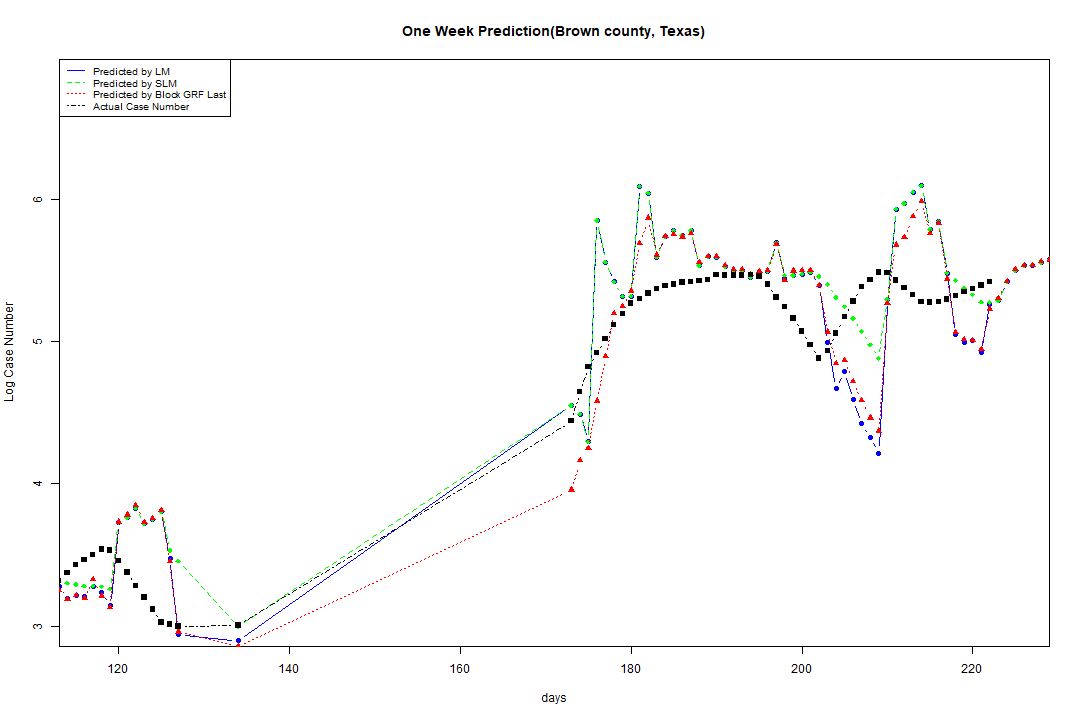 One Week Prediction(Brown county, Texas)
Predicted by LM
Predicted by SLM
Predicted by Block GRF Last
Actual Case Number
6
5
4
3
Log Case Number
120 140 160 180 200 220
days